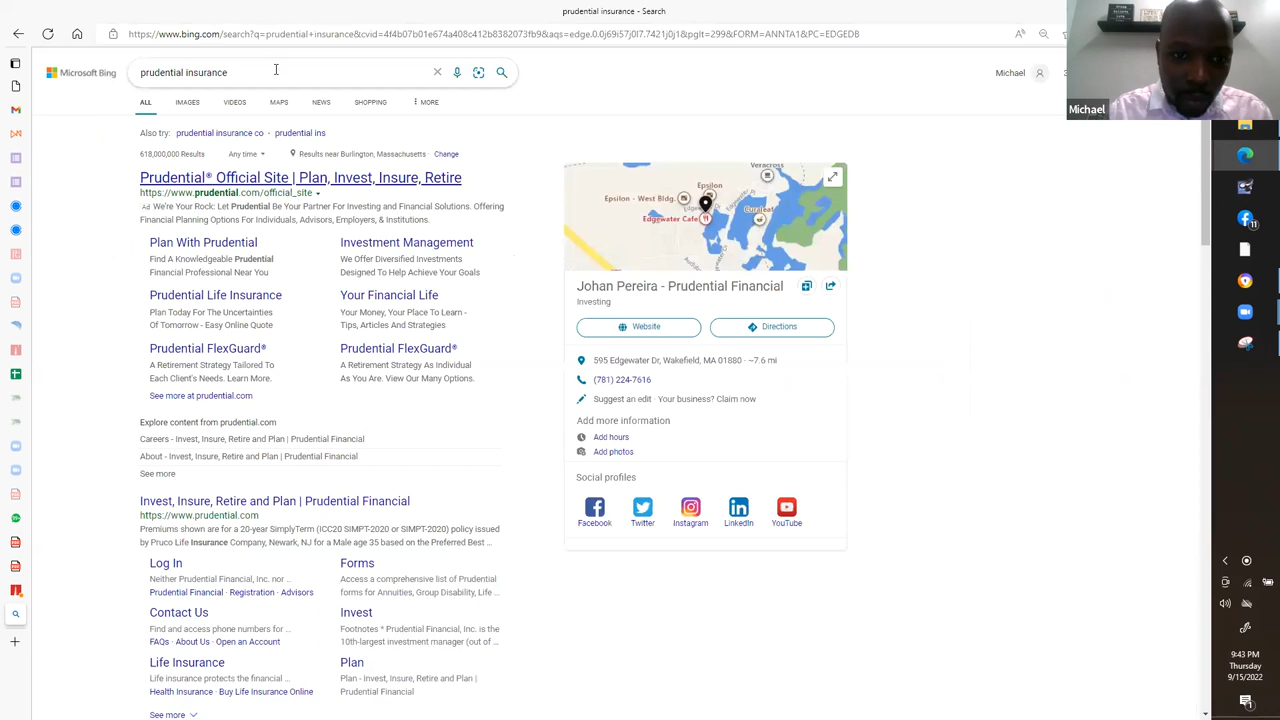 prudential insurance - Search
https://www.bing.com/search?q=prudential+insurance&cvid=4f4b07b01e674a408c412b8382073fb9&aqs=edge.0.0j69i57j0l7.7421j0j1&pglt=299&FORM=ANNTA1&PC=EDGEDB
Microsoft Bing
prudential insurance
Michael
Michael
ALL IMAGES VIDEOS MAPS NEWS SHOPPING MORE
Also try: prudential insurance co · prudential ins
618,000,000 Results Any time Results near Burlington, Massachusetts · Change
Prudential® Official Site | Plan, Invest, Insure, Retire
https://www.prudential.com/official_site
Ad We're Your Rock: Let Prudential Be Your Partner For Investing and Financial Solutions. Offering
Financial Planning Options For Individuals, Advisors, Employers, & Institutions.
Plan With Prudential
Find A Knowledgeable Prudential
Financial Professional Near You
Investment Management
We Offer Diversified Investments
Designed To Help Achieve Your Goals
Prudential Life Insurance
Plan Today For The Uncertainties
Of Tomorrow - Easy Online Quote
Your Financial Life
Your Money, Your Place To Learn -
Tips, Articles And Strategies
Prudential FlexGuard®
A Retirement Strategy Tailored To
Each Client's Needs. Learn More.
Prudential FlexGuard®
A Retirement Strategy As Individual
As You Are. View Our Many Options.
See more at prudential.com
Explore content from prudential.com
Careers - Invest, Insure, Retire and Plan | Prudential Financial
About - Invest, Insure, Retire and Plan | Prudential Financial
See more
Invest, Insure, Retire and Plan | Prudential Financial
https://www.prudential.com
Premiums shown are for a 20-year SimplyTerm (ICC20 SIMPT-2020 or SIMPT-2020) policy issued
by Pruco Life Insurance Company, Newark, NJ for a Male age 35 based on the Preferred Best ...
Log In
Neither Prudential Financial, Inc. nor ...
Prudential Financial · Registration · Advisors
Forms
Access a comprehensive list of Prudential
forms for Annuities, Group Disability, Life ...
Contact Us
Find and access phone numbers for ...
FAQs · About Us · Open an Account
Invest
Footnotes * Prudential Financial, Inc. is the
10th-largest investment manager (out of ...
Life Insurance
Life insurance protects the financial ...
Health Insurance · Buy Life Insurance Online
Plan
Plan - Invest, Insure, Retire and Plan |
Prudential Financial
See more
Veracross
Epsilon
Epsilon - West Bldg.
Edgewater Cafe
CuraLeaf
Johan Pereira - Prudential Financial
Investing
Website
Directions
595 Edgewater Dr, Wakefield, MA 01880 · ~7.6 mi
(781) 224-7616
Suggest an edit · Your business? Claim now
Add more information
Add hours
Add photos
Social profiles
Facebook Twitter Instagram LinkedIn YouTube
11
9:43 PM
Thursday
9/15/2022
1